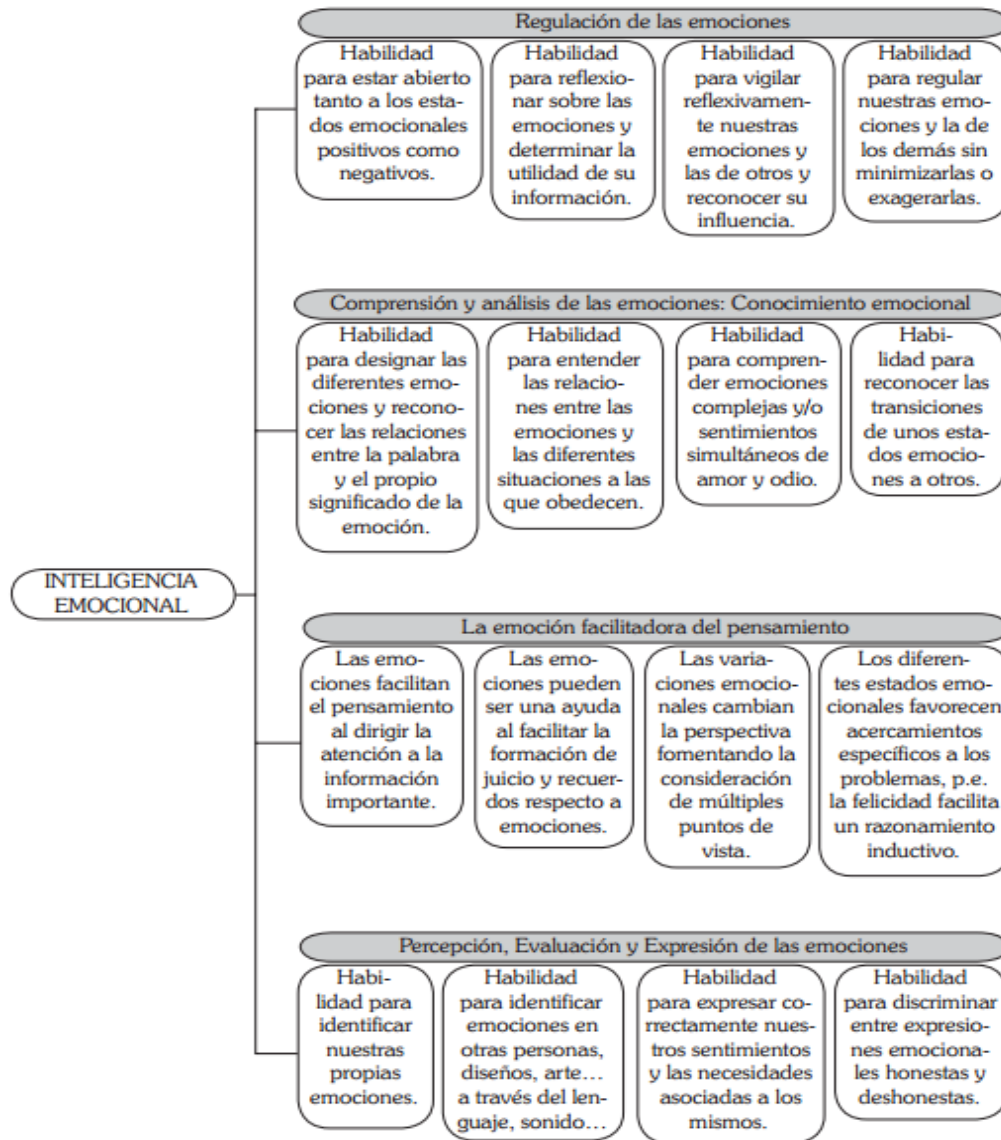 Regulación de las emociones
Habilidad
para estar abierto
tanto a los esta-
dos emocionales
positivos como
negativos.
Habilidad
para reflexio-
nar sobre las
emociones y
determinar la
utilidad de su
información.
Habilidad
para vigilar
reflexivamen-
te nuestras
emociones y
las de otros y
reconocer su
influencia.
Habilidad
para regular
nuestras emo-
ciones y la de
los demás sin
minimizarlas o
exagerarlas.
Comprensión y análisis de las emociones: Conocimiento emocional
Habilidad
para designar las
diferentes emo-
ciones y recono-
cer las relaciones
entre la palabra
y el propio
significado de la
emoción.
Habilidad
para entender
las relacio-
nes entre las
emociones y
las diferentes
situaciones a las
que obedecen.
Habilidad
para compren-
der emociones
complejas y/o
sentimientos
simultáneos de
amor y odio.
Habi-
lidad para
reconocer las
transiciones
de unos esta-
dos emocio-
nes a otros.
INTELIGENCIA
EMOCIONAL
La emoción facilitadora del pensamiento
Las emo-
ciones facilitan
el pensamiento
al dirigir la
atención a la
información
importante.
Las emo-
ciones pueden
ser una ayuda
al facilitar la
formación de
juicio y recuer-
dos respecto a
emociones.
Las varia-
ciones emocio-
nales cambian
la perspectiva
fomentando la
consideración
de múltiples
puntos de
vista.
Los diferen-
tes estados emo-
cionales favorecen
acercamientos
específicos a los
problemas, p.e.
la felicidad facilita
un razonamiento
inductivo.
Percepción, Evaluación y Expresión de las emociones
Habi-
lidad para
identificar
nuestras
propias
emociones.
Habilidad
para identificar
emociones en
otras personas,
diseños, arte…
a través del len-
guaje, sonido…
Habilidad
para expresar co-
rrectamente nues-
tros sentimientos
y las necesidades
asociadas a los
mismos.
Habilidad
para discriminar
entre expresio-
nes emociona-
les honestas y
deshonestas.